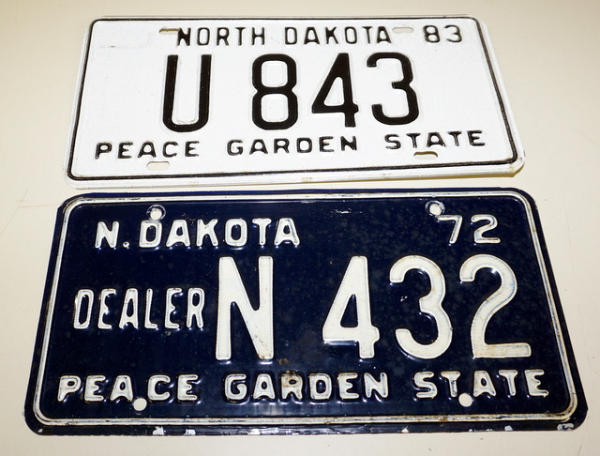 NORTH DAKOTA 83
U 843
PEACE GARDEN STATE
N. DAKOTA 72
DEALER N 432
PEACE GARDEN STATE